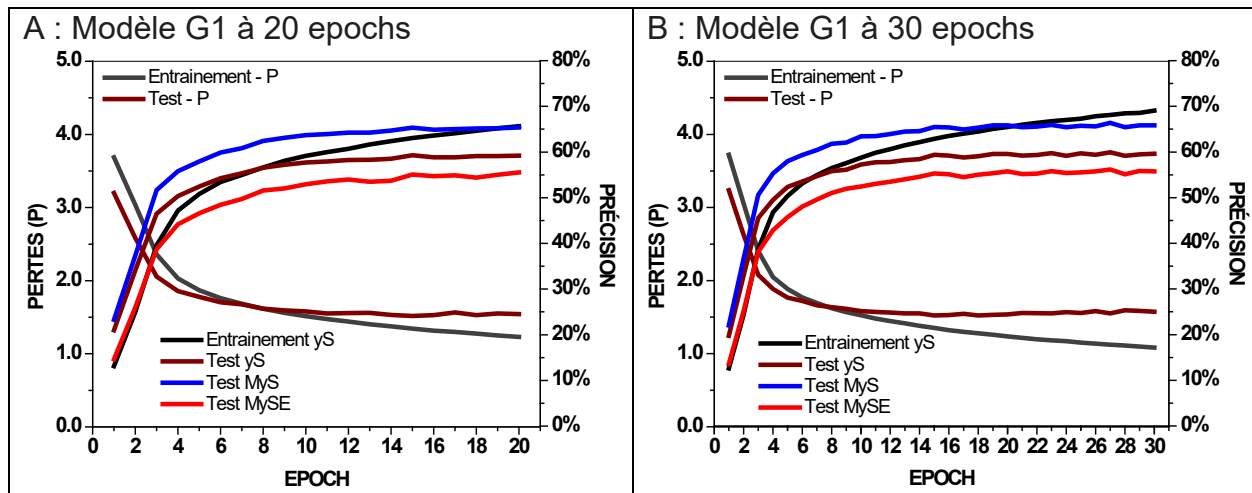 A : Modèle G1 à 20 epochs
5.0
4.0
3.0
2.0
1.0
0.0
PERTES (P)
Entrainement - P
Test - P
Entrainement yS
Test yS
Test MyS
Test MySE
80%
70%
60%
50%
40%
30%
20%
10%
0%
PRÉCISION
0 2 4 6 8 10 12 14 16 18 20
EPOCH
B : Modèle G1 à 30 epochs
5.0
4.0
3.0
2.0
1.0
0.0
PERTES (P)
Entrainement - P
Test - P
Entrainement yS
Test yS
Test MyS
Test MySE
80%
70%
60%
50%
40%
30%
20%
10%
0%
PRÉCISION
0 2 4 6 8 10 12 14 16 18 20 22 24 26 28 30
EPOCH